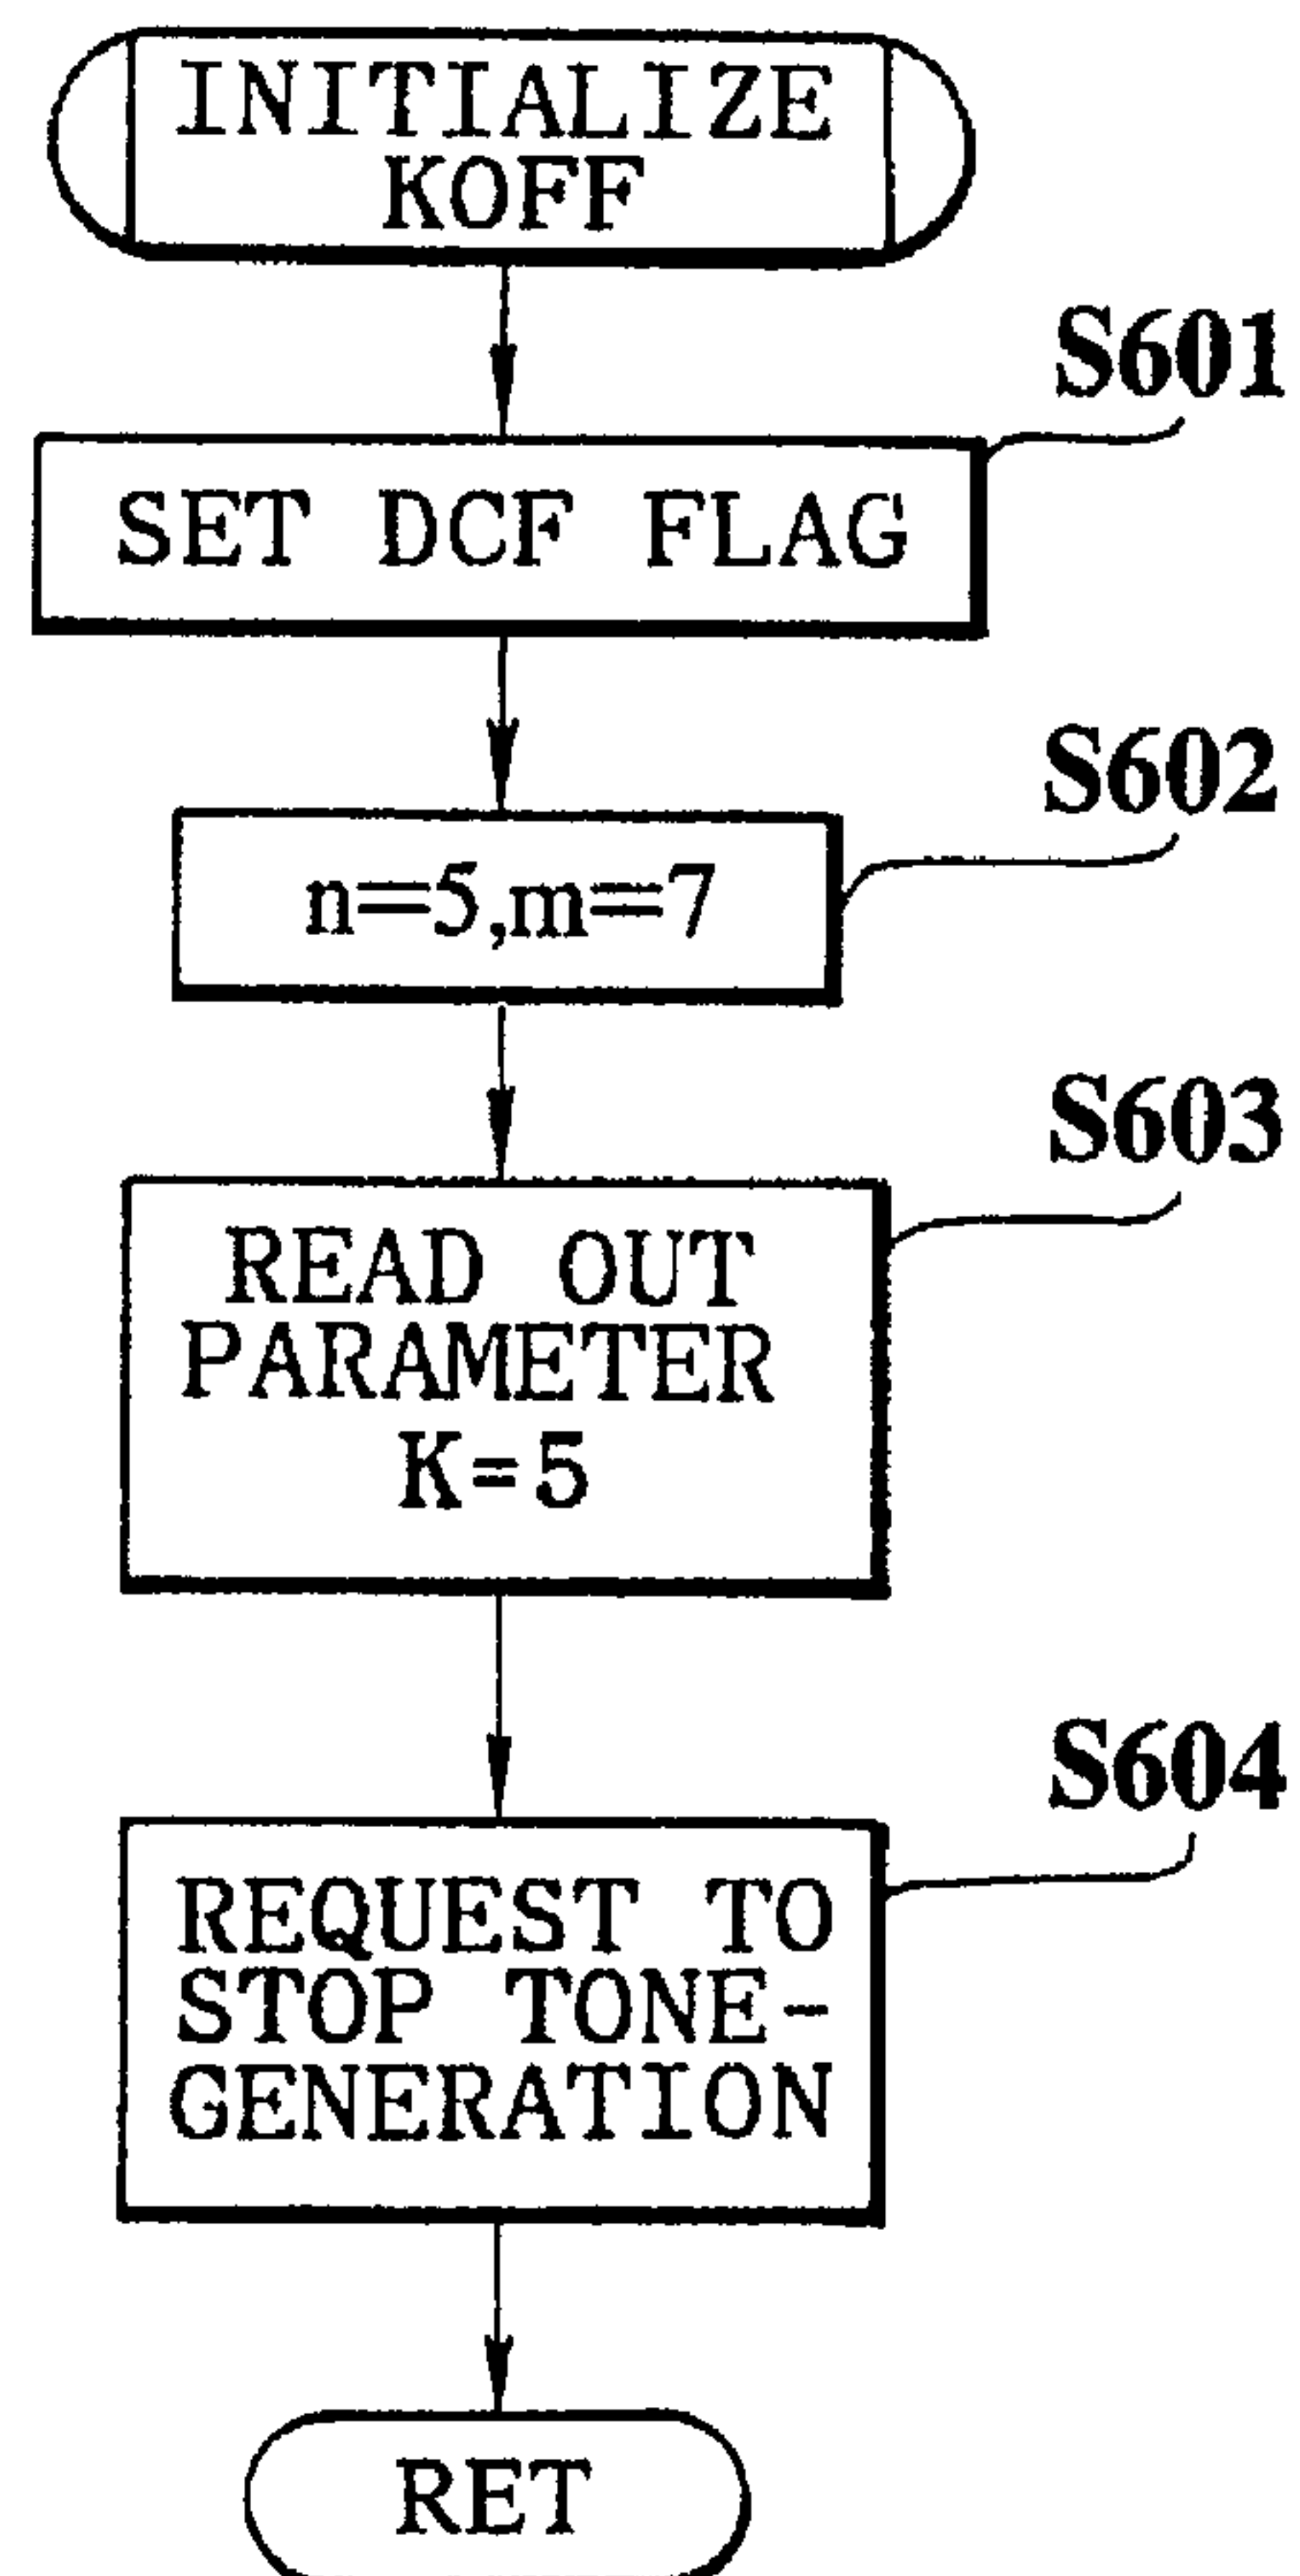 INITIALIZE
KOFF
S601
SET DCF FLAG
S602
n=5,m=7
S603
READ OUT
PARAMETER
K=5
S604
REQUEST TO
STOP TONE-
GENERATION
RET